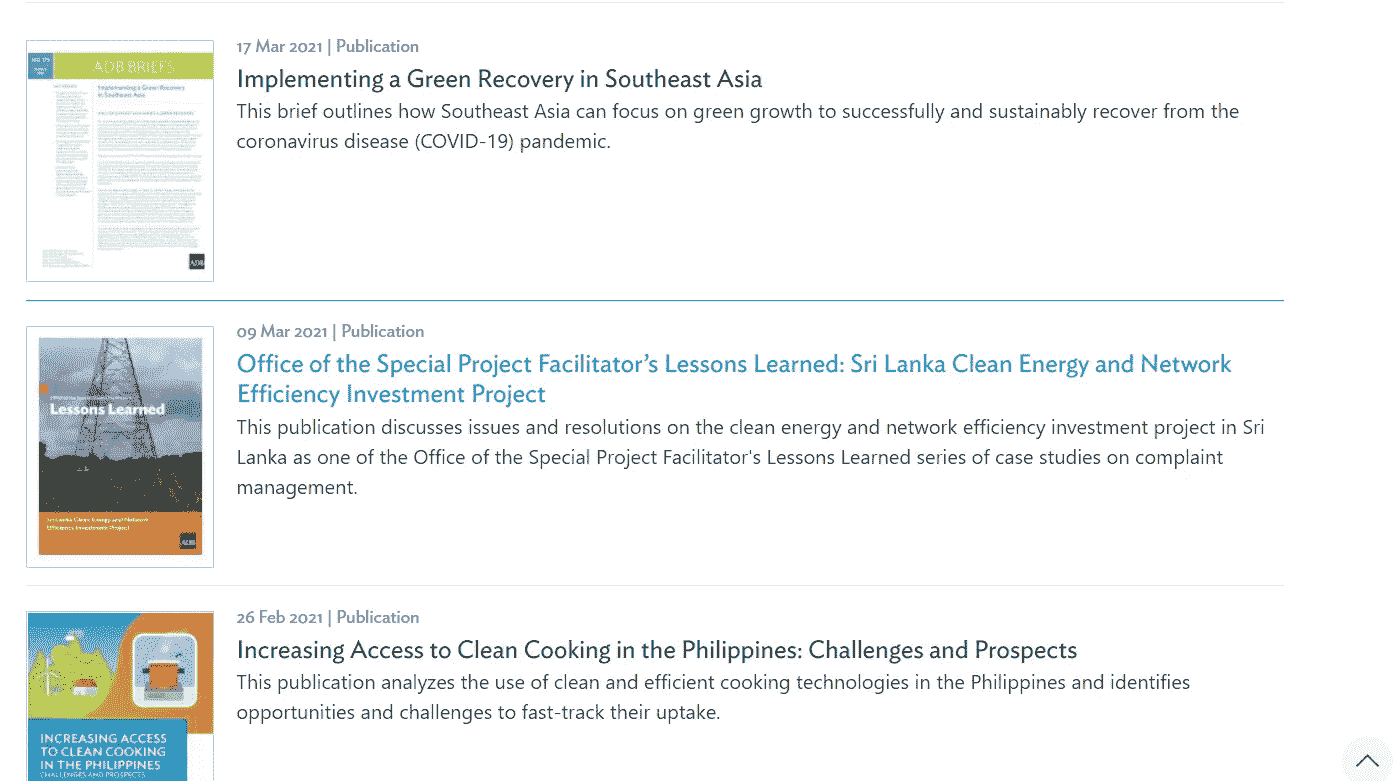 17 Mar 2021 | Publication
Implementing a Green Recovery in Southeast Asia
This brief outlines how Southeast Asia can focus on green growth to successfully and sustainably recover from the
coronavirus disease (COVID-19) pandemic.
ADB BRIEFS
Implementing a Green Recovery
in Southeast Asia
ADB
09 Mar 2021 | Publication
Office of the Special Project Facilitator’s Lessons Learned: Sri Lanka Clean Energy and Network
Efficiency Investment Project
This publication discusses issues and resolutions on the clean energy and network efficiency investment project in Sri
Lanka as one of the Office of the Special Project Facilitator's Lessons Learned series of case studies on complaint
management.
Lessons Learned
Sri Lanka Clean Energy and Network
Efficiency Investment Project
ADB
26 Feb 2021 | Publication
Increasing Access to Clean Cooking in the Philippines: Challenges and Prospects
This publication analyzes the use of clean and efficient cooking technologies in the Philippines and identifies
opportunities and challenges to fast-track their uptake.
INCREASING ACCESS
TO CLEAN COOKING
IN THE PHILIPPINES
CHALLENGES AND PROSPECTS